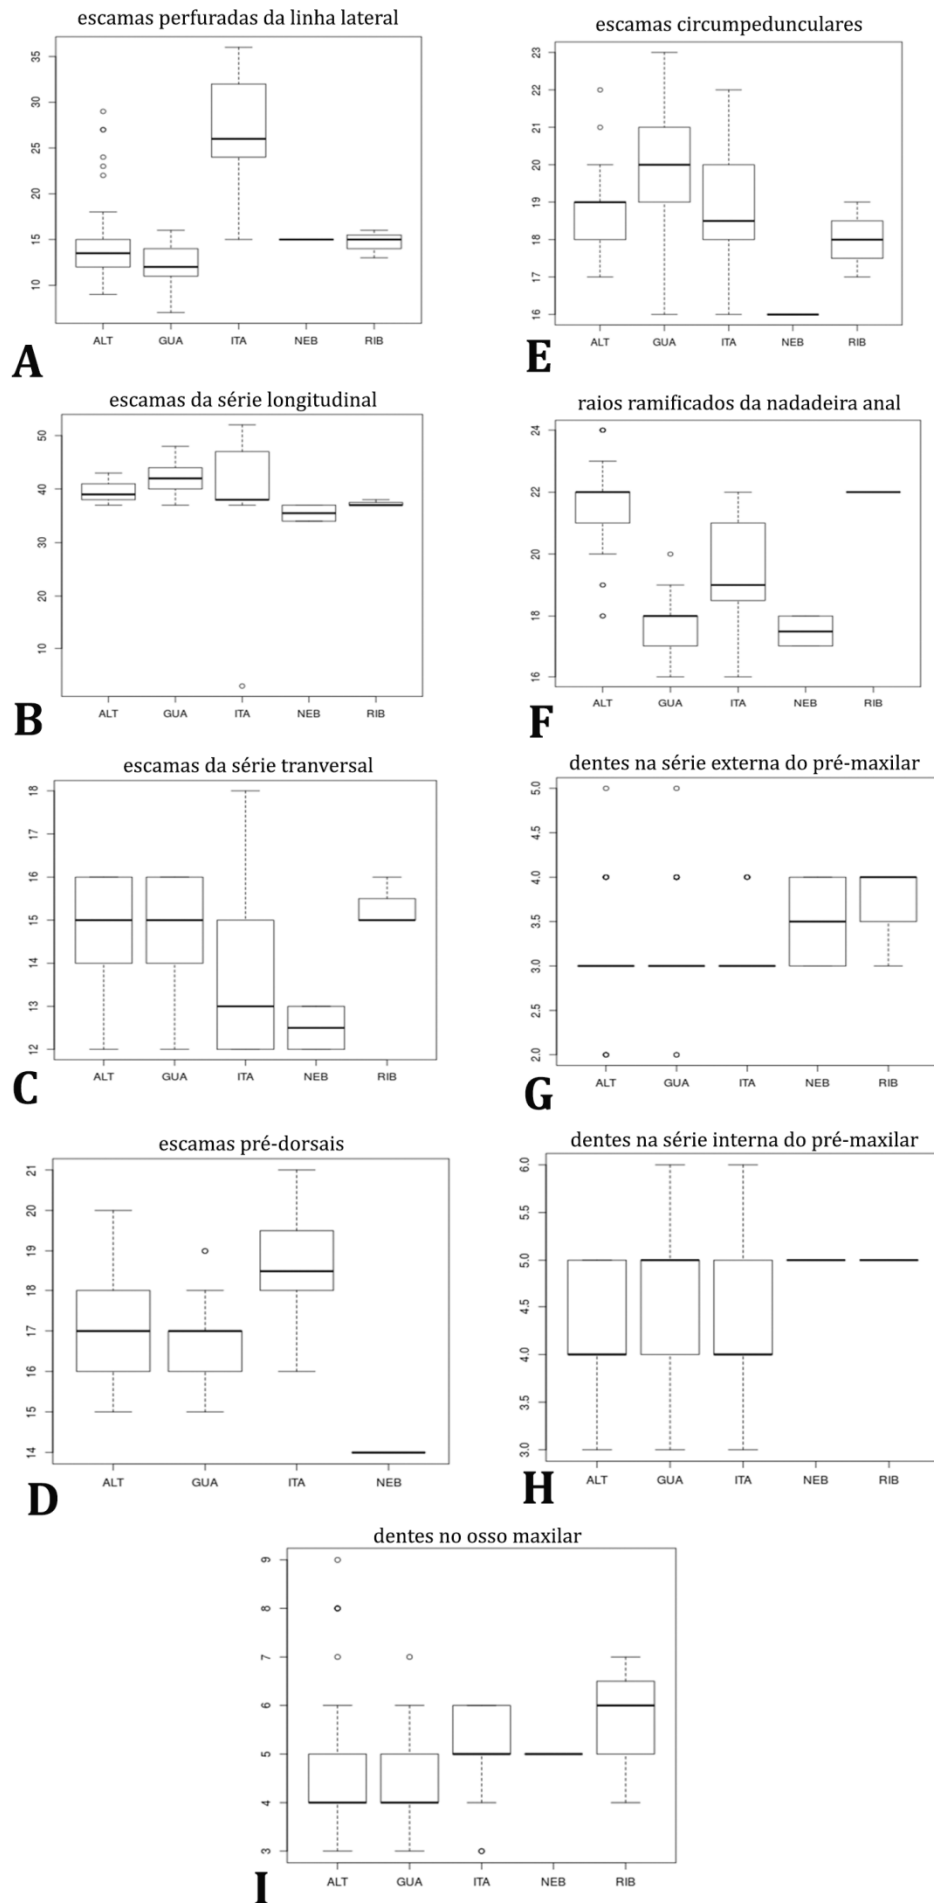 escamas perfuradas da linha lateral
35
30
25
20
15
10
ALT GUA ITA NEB RIB
A
escamas da série longitudinal
50
40
30
20
10
ALT GUA ITA NEB RIB
B
escamas da série tranversal
18
17
16
15
14
13
12
ALT GUA ITA NEB RIB
C
escamas pré-dorsais
21
20
19
18
17
16
15
14
ALT GUA ITA NEB
D
escamas circumpedunculares
23
22
21
20
19
18
17
16
ALT GUA ITA NEB RIB
E
raios ramificados da nadadeira anal
24
22
20
18
16
ALT GUA ITA NEB RIB
F
dentes na série externa do pré-maxilar
5.0
4.5
4.0
3.5
3.0
2.5
2.0
ALT GUA ITA NEB RIB
G
dentes na série interna do pré-maxilar
6.0
5.5
5.0
4.5
4.0
3.5
3.0
ALT GUA ITA NEB RIB
H
dentes no osso maxilar
9
8
7
6
5
4
3
ALT GUA ITA NEB RIB
I